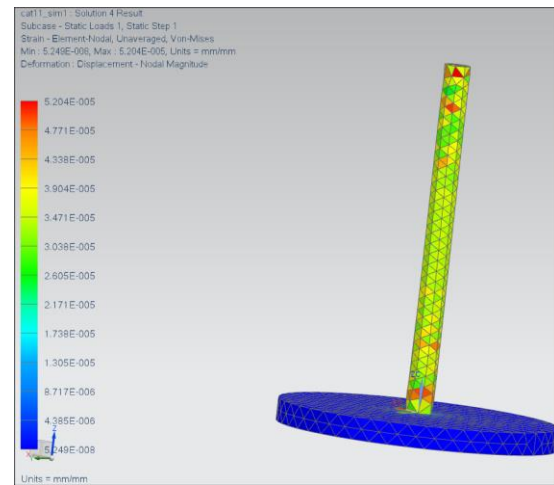 cat11_sim1 : Solution 4 Result
Subcase - Static Loads 1, Static Step 1
Strain - Element-Nodal, Unaveraged, Von-Mises
Min : 5.249E-008, Max : 5.204E-005, Units = mm/mm
Deformation : Displacement - Nodal Magnitude
5.204E-005
4.771E-005
4.338E-005
3.904E-005
3.471E-005
3.038E-005
2.605E-005
2.171E-005
1.738E-005
1.305E-005
8.717E-006
4.385E-006
5.249E-008
Z
Units = mm/mm